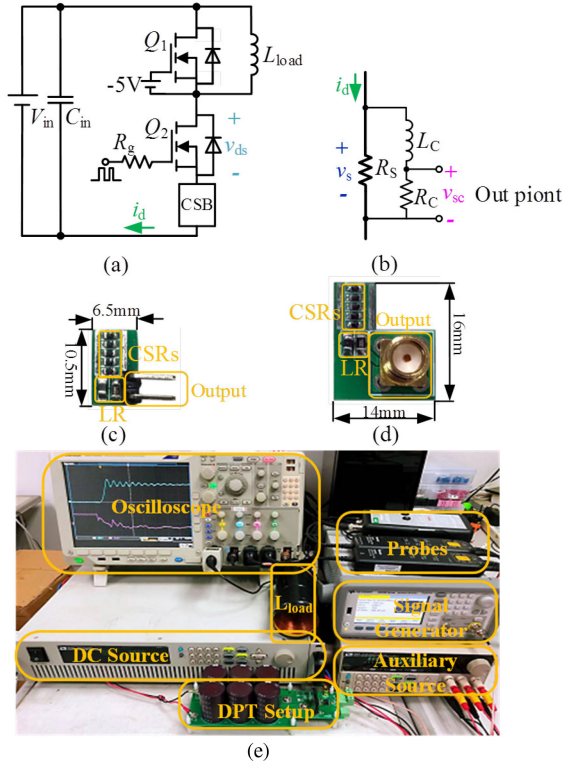 (a)
Q1
Lload
-5V
Vin
Cin
Q2
+
Rg
vds
-
CSB
id
(b)
id
LC
+
vs
-
RS
+
RC
vsc
-
Out piont
(c)
6.5mm
10.5mm
CSRs
Output
LR
(d)
CSRs
Output
LR
16mm
14mm
Oscilloscope
Probes
Lload
Signal
Generator
DC Source
Auxiliary
Source
DPT Setup
(e)